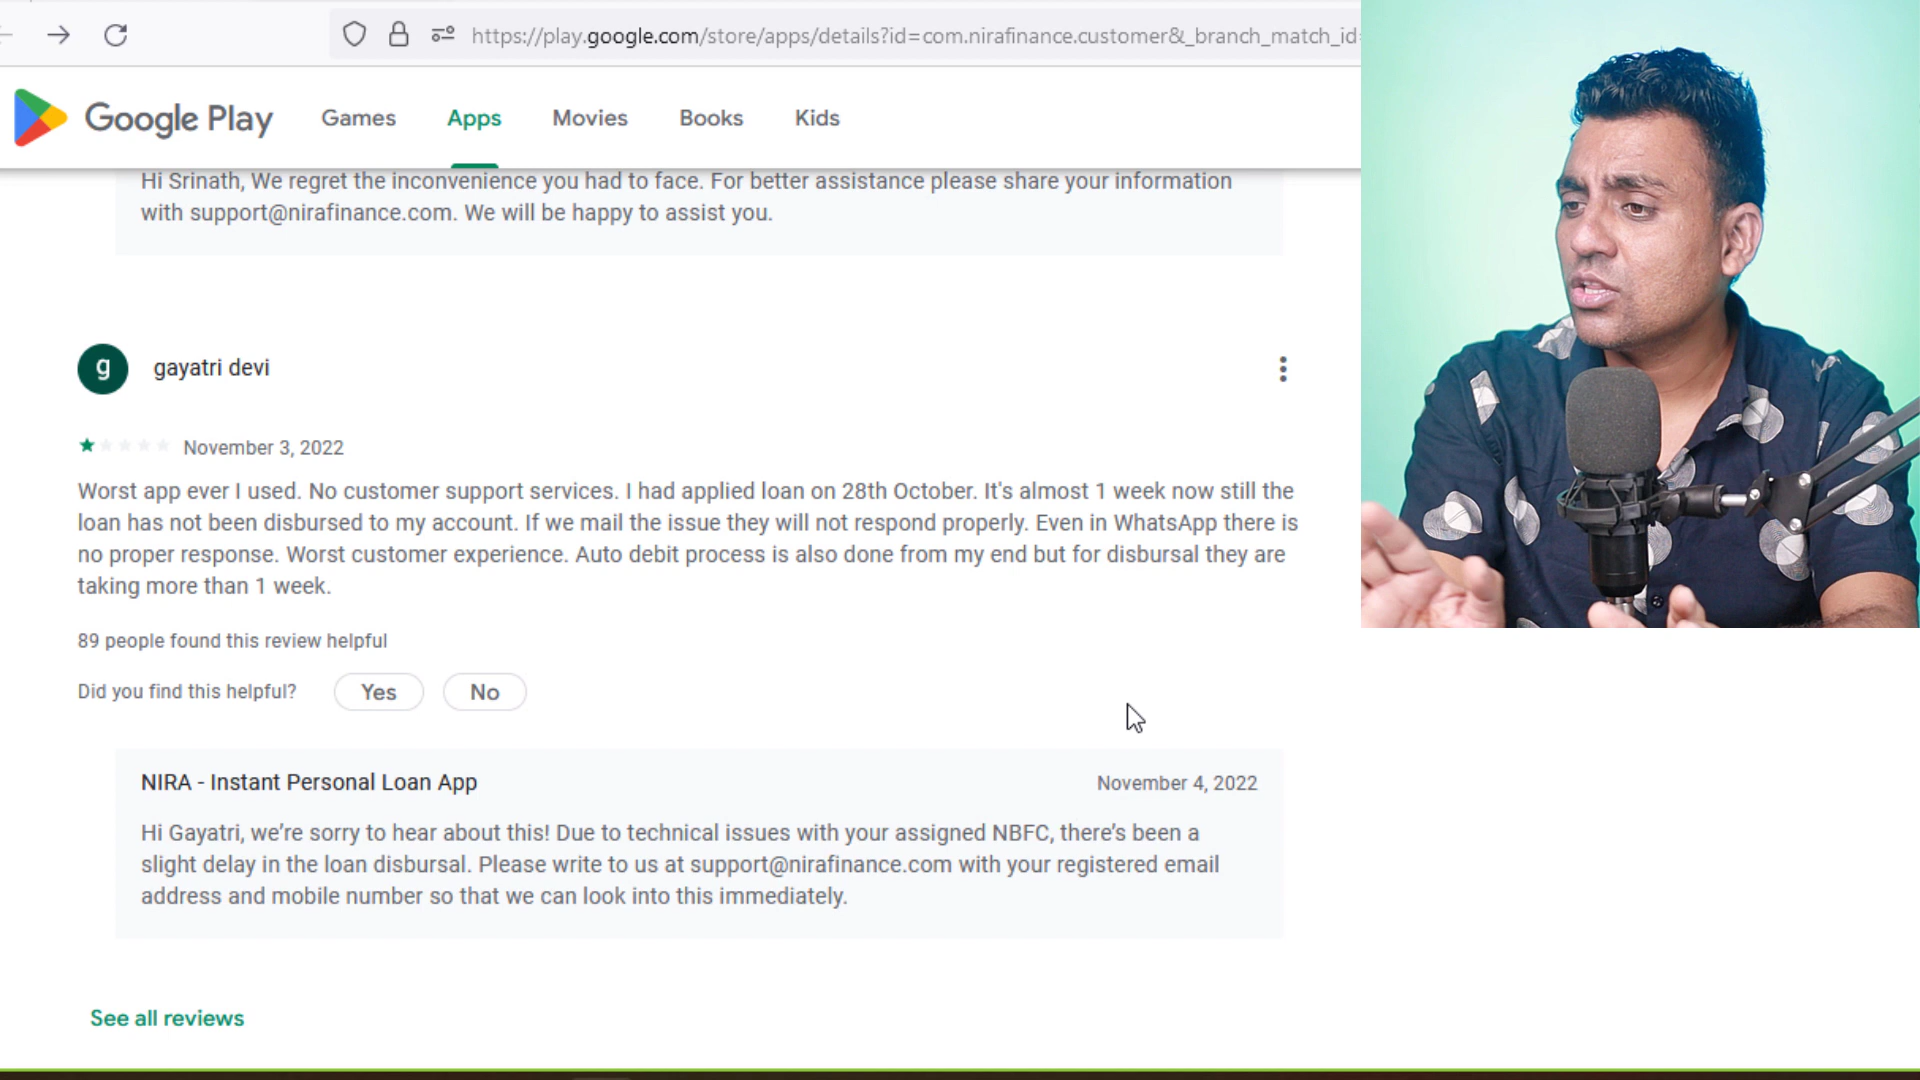 https://play.google.com/store/apps/details?id=com.nirafinance.customer&_branch_match_id
Google Play Games Apps Movies Books Kids
Hi Srinath, We regret the inconvenience you had to face. For better assistance please share your information
with support@nirafinance.com. We will be happy to assist you.
g gayatri devi
November 3, 2022
Worst app ever I used. No customer support services. I had applied loan on 28th October. It's almost 1 week now still the
loan has not been disbursed to my account. If we mail the issue they will not respond properly. Even in WhatsApp there is
no proper response. Worst customer experience. Auto debit process is also done from my end but for disbursal they are
taking more than 1 week.
89 people found this review helpful
Did you find this helpful? Yes No
NIRA - Instant Personal Loan App November 4, 2022
Hi Gayatri, we’re sorry to hear about this! Due to technical issues with your assigned NBFC, there’s been a
slight delay in the loan disbursal. Please write to us at support@nirafinance.com with your registered email
address and mobile number so that we can look into this immediately.
See all reviews